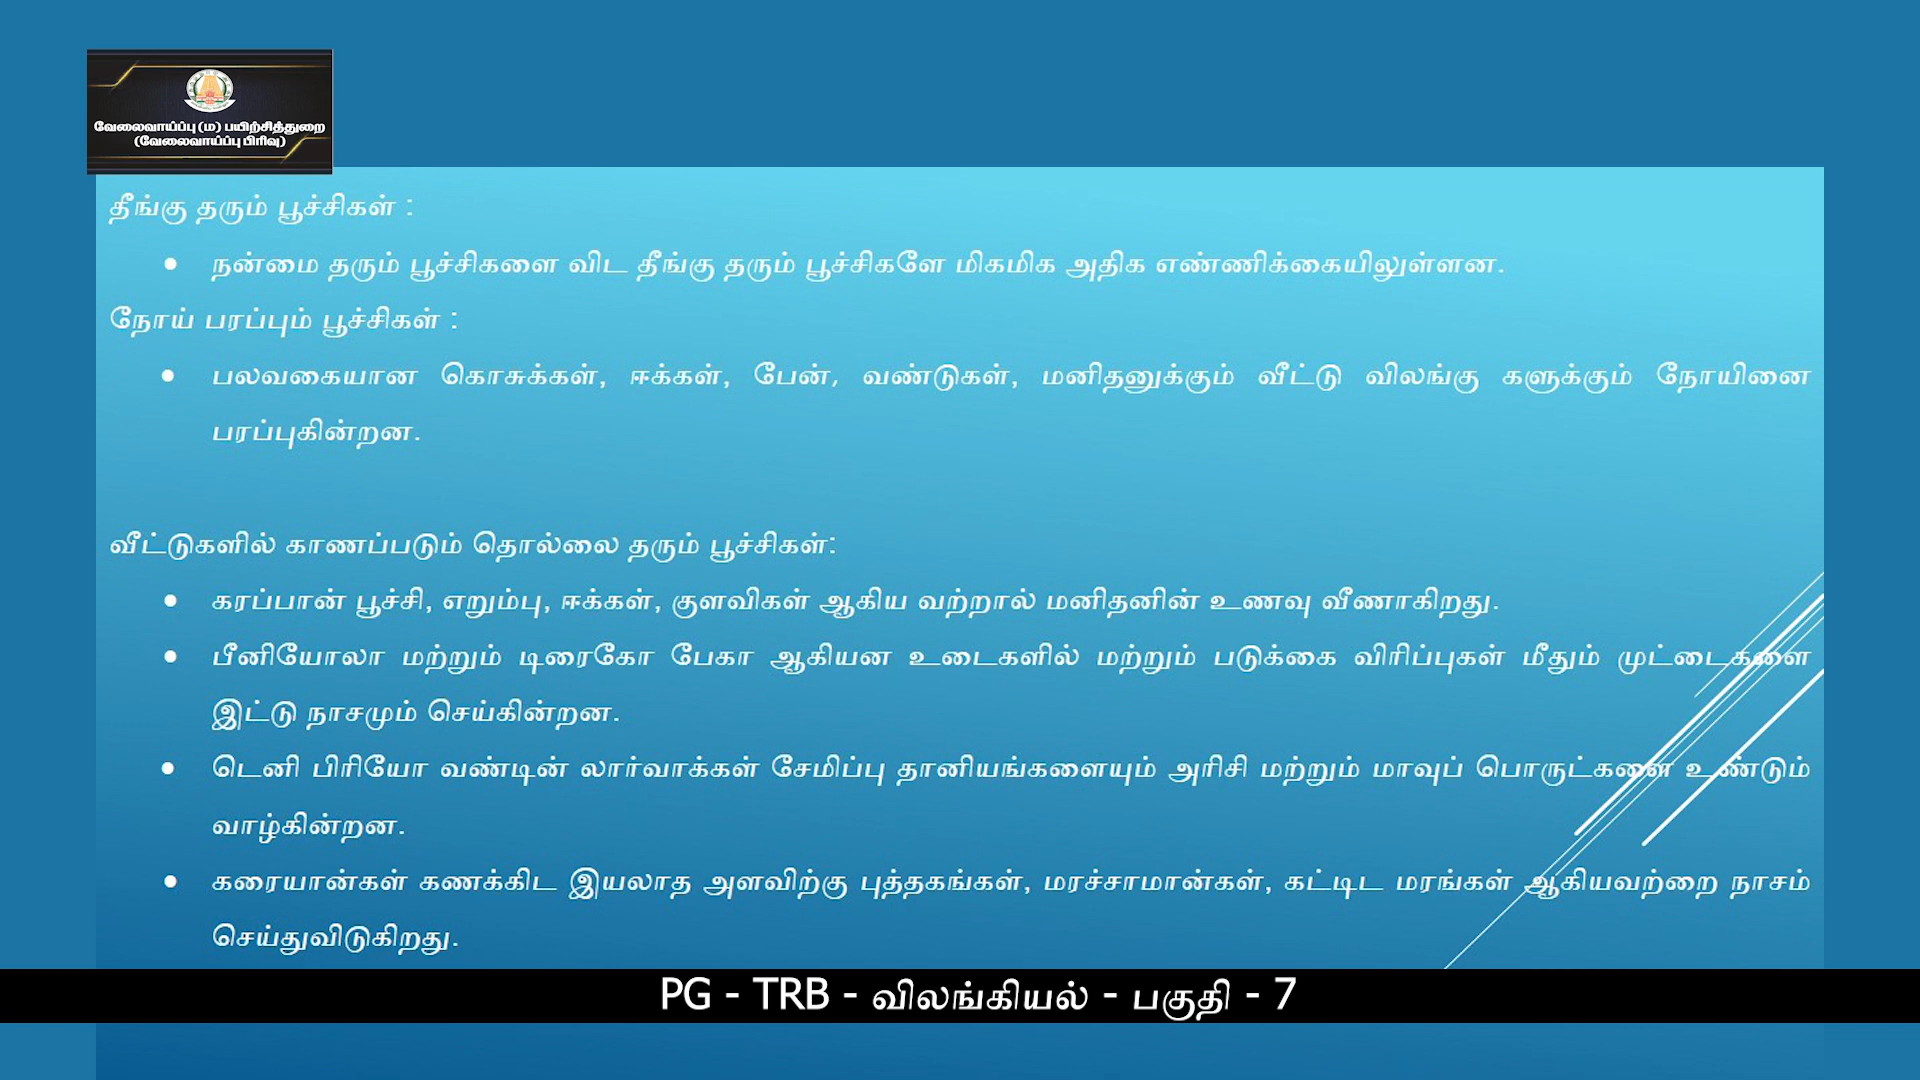 வேலைவாய்ப்பு (ம) பயிற்சித்துறை
(வேலைவாய்ப்பு பிரிவு)
தீங்கு தரும் பூச்சிகள் :
● நன்மை தரும் பூச்சிகளை விட தீங்கு தரும் பூச்சிகளே மிகமிக அதிக எண்ணிக்கையிலுள்ளன.
நோய் பரப்பும் பூச்சிகள் :
● பலவகையான கொசுக்கள், ஈக்கள், பேன், வண்டுகள், மனிதனுக்கும் வீட்டு விலங்கு களுக்கும் நோயினை
பரப்புகின்றன.
வீட்டுகளில் காணப்படும் தொல்லை தரும் பூச்சிகள்:
● கரப்பான் பூச்சி, எறும்பு, ஈக்கள், குளவிகள் ஆகிய வற்றால் மனிதனின் உணவு வீணாகிறது.
● பீனியோலா மற்றும் டிரைகோ பேகா ஆகியன உடைகளில் மற்றும் படுக்கை விரிப்புகள் மீதும் முட்டைகளை
இட்டு நாசமும் செய்கின்றன.
● டெனி பிரியோ வண்டின் லார்வாக்கள் சேமிப்பு தானியங்களையும் அரிசி மற்றும் மாவுப் பொருட்களை உண்டும்
வாழ்கின்றன.
● கரையான்கள் கணக்கிட இயலாத அளவிற்கு புத்தகங்கள், மரச்சாமான்கள், கட்டிட மரங்கள் ஆகியவற்றை நாசம்
செய்துவிடுகிறது.
PG - TRB - விலங்கியல் - பகுதி - 7